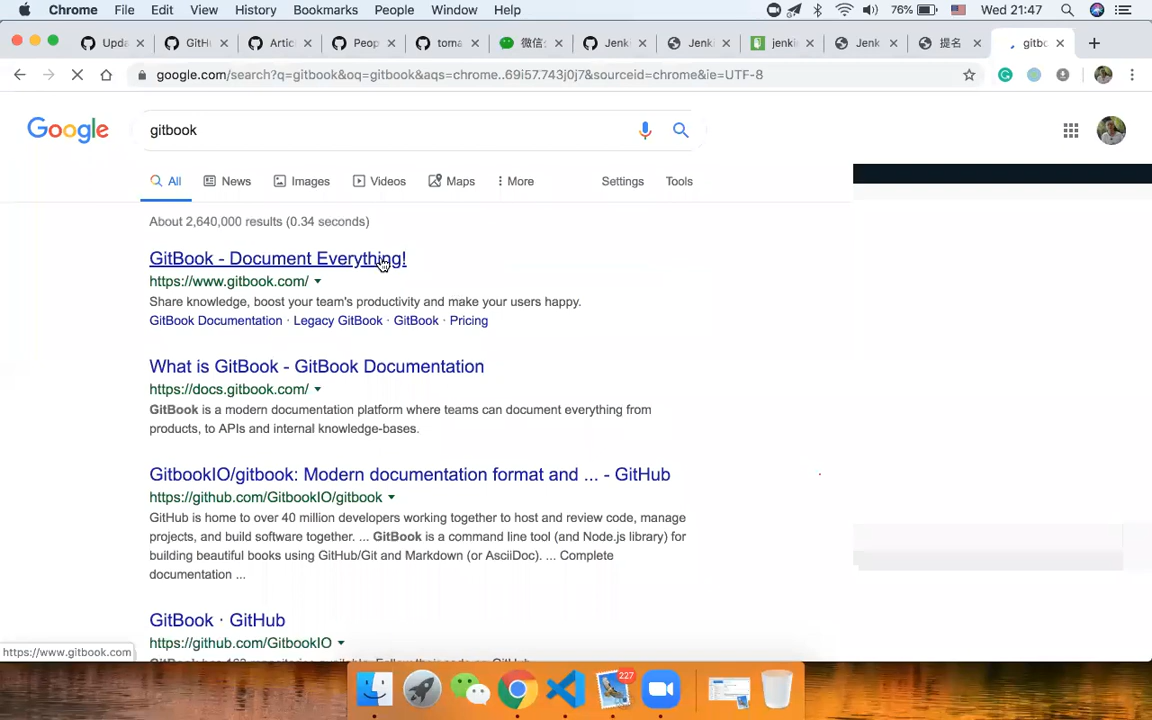 Chrome File Edit View History Bookmarks People Window Help 76% Wed 21:47
Upda GitH Artic Peop toma 微信公 Jenk Jenki jenki Jenk 提名 gitbc
google.com/search?q=gitbook&oq=gitbook&aqs=chrome..69i57.743j0j7&sourceid=chrome&ie=UTF-8
Google gitbook
All News Images Videos Maps More Settings Tools
About 2,640,000 results (0.34 seconds)
GitBook - Document Everything!
https://www.gitbook.com/
Share knowledge, boost your team's productivity and make your users happy.
GitBook Documentation · Legacy GitBook · GitBook · Pricing
What is GitBook - GitBook Documentation
https://docs.gitbook.com/
GitBook is a modern documentation platform where teams can document everything from
products, to APIs and internal knowledge-bases.
GitbookIO/gitbook: Modern documentation format and ... - GitHub
https://github.com/GitbookIO/gitbook
GitHub is home to over 40 million developers working together to host and review code, manage
projects, and build software together. ... GitBook is a command line tool (and Node.js library) for
building beautiful books using GitHub/Git and Markdown (or AsciiDoc). ... Complete
documentation ...
GitBook · GitHub
https://github.com/GitbookIO
https://www.gitbook.com
227